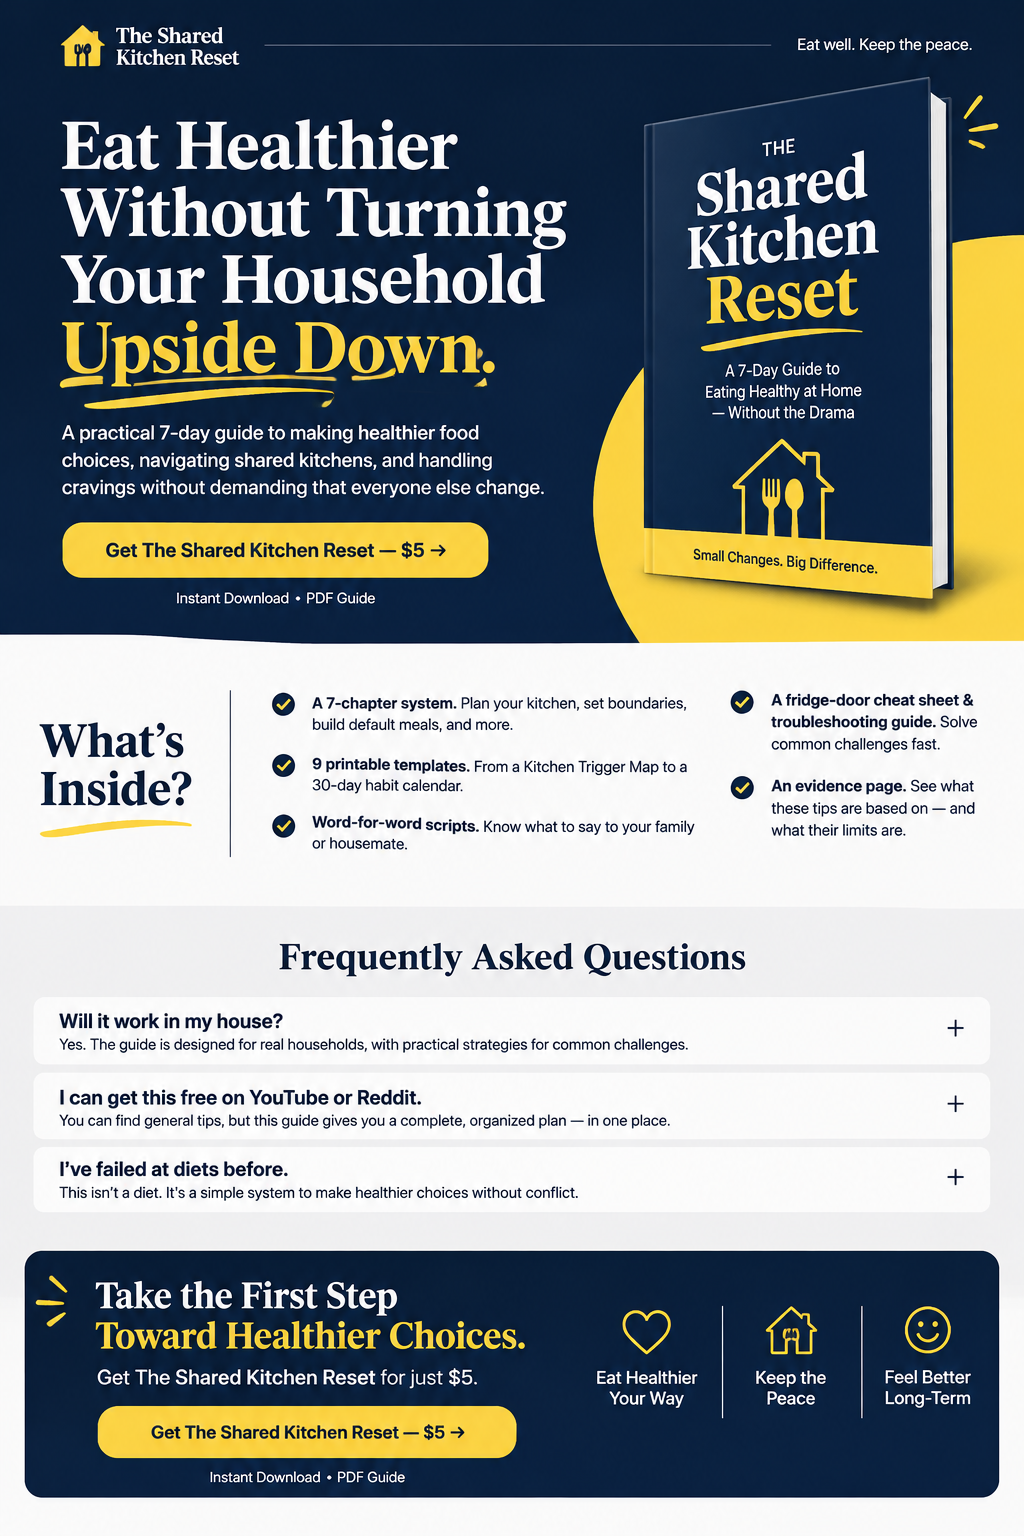 The Shared
Kitchen Reset
Eat well. Keep the peace.
Eat Healthier
Without Turning
Your Household
Upside Down.
A practical 7-day guide to making healthier food
choices, navigating shared kitchens, and handling
cravings without demanding that everyone else change.
Get The Shared Kitchen Reset — $5 →
Instant Download • PDF Guide
THE
Shared
Kitchen
Reset
A 7-Day Guide to
Eating Healthy at Home
— Without the Drama
Small Changes. Big Difference.
What's
Inside?
A 7-chapter system. Plan your kitchen, set boundaries,
build default meals, and more.
9 printable templates. From a Kitchen Trigger Map to a
30-day habit calendar.
Word-for-word scripts. Know what to say to your family
or housemate.
A fridge-door cheat sheet &
troubleshooting guide. Solve
common challenges fast.
An evidence page. See what
these tips are based on — and
what their limits are.
Frequently Asked Questions
Will it work in my house?
Yes. The guide is designed for real households, with practical strategies for common challenges.
I can get this free on YouTube or Reddit.
You can find general tips, but this guide gives you a complete, organized plan — in one place.
I've failed at diets before.
This isn't a diet. It's a simple system to make healthier choices without conflict.
Take the First Step
Toward Healthier Choices.
Get The Shared Kitchen Reset for just $5.
Get The Shared Kitchen Reset — $5 →
Instant Download • PDF Guide
Eat Healthier
Your Way
Keep the
Peace
Feel Better
Long-Term